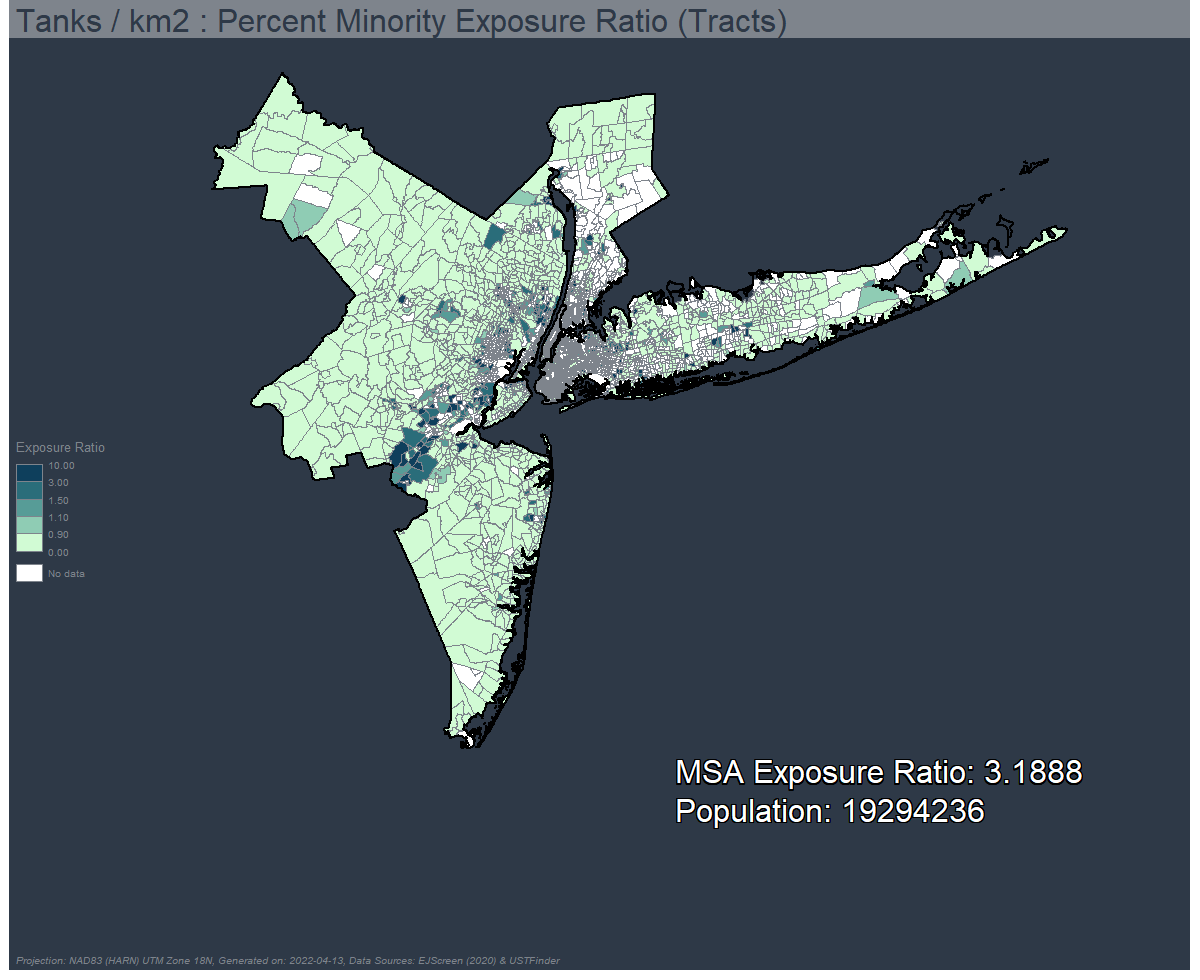 Tanks / km2 : Percent Minority Exposure Ratio (Tracts)
Exposure Ratio
10.00
3.00
1.50
1.10
0.90
0.00
No data
MSA Exposure Ratio: 3.1888
Population: 19294236
Projection: NAD83 (HARN) UTM Zone 18N, Generated on: 2022-04-13, Data Sources: EJScreen (2020) & USTFinder